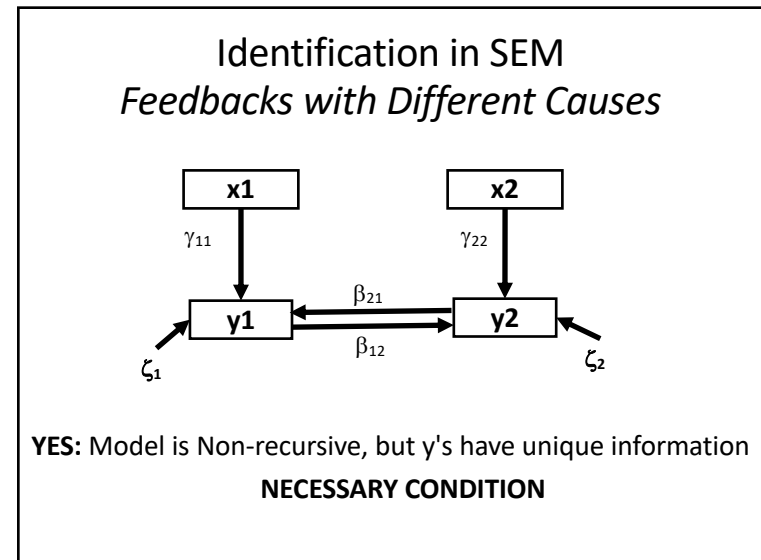 Identification in SEM
Feedbacks with Different Causes
x1 x2
γ11 γ22
β21
y1 y2
β12
ζ1 ζ2
YES: Model is Non-recursive, but y's have unique information
NECESSARY CONDITION